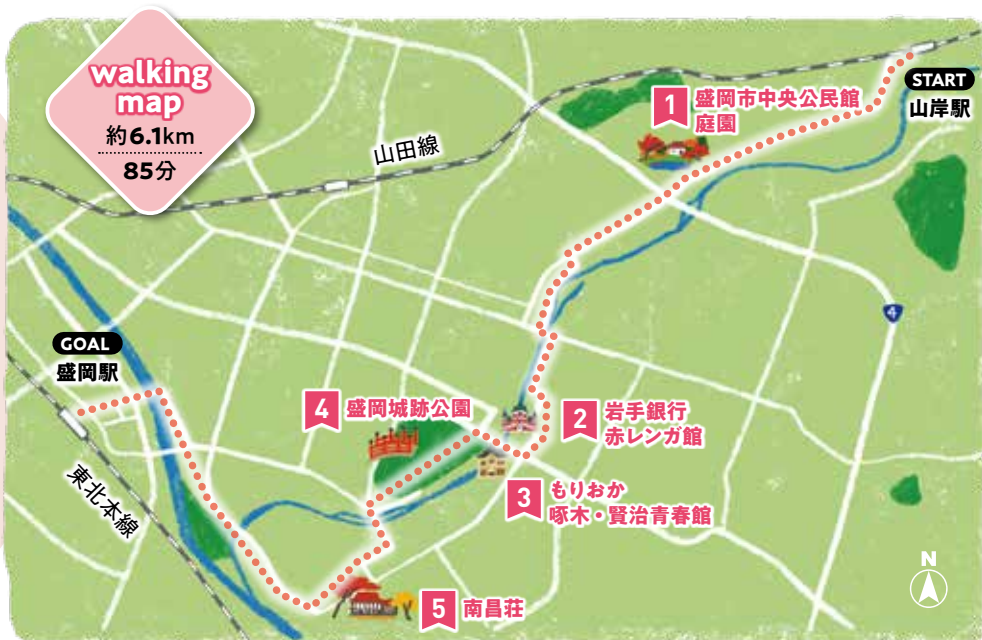 walking
map
約6.1km
85分
山田線
START
山岸駅
1
盛岡市中央公民館
庭園
4
GOAL
盛岡駅
4
盛岡城跡公園
2
岩手銀行
赤レンガ館
3
もりおか
啄木・賢治青春館
東北本線
5
南昌荘
N